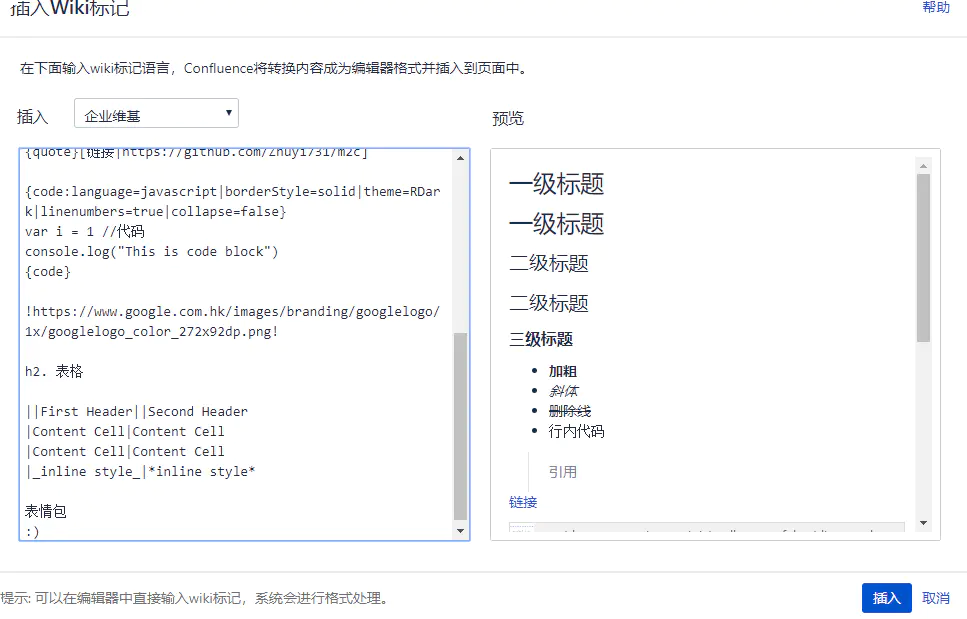 插入Wiki标记
帮助
在下面输入wiki标记语言，Confluence将转换内容成为编辑器格式并插入到页面中。
插入
企业维基
预览
{quote}[链接|https://github.com/zhuyi731/m2c]
{code:language=javascript|borderStyle=solid|theme=RDar
k|linenumbers=true|collapse=false}
var i = 1 //代码
console.log("This is code block")
{code}
!https://www.google.com.hk/images/branding/googlelogo/
1x/googlelogo_color_272x92dp.png!
h2. 表格
||First Header||Second Header
|Content Cell|Content Cell
|Content Cell|Content Cell
|_inline style_|*inline style*
表情包
:)
一级标题
一级标题
二级标题
二级标题
三级标题
加粗
斜体
删除线
行内代码
引用
链接
提示: 可以在编辑器中直接输入wiki标记，系统会进行格式处理。
插入
取消